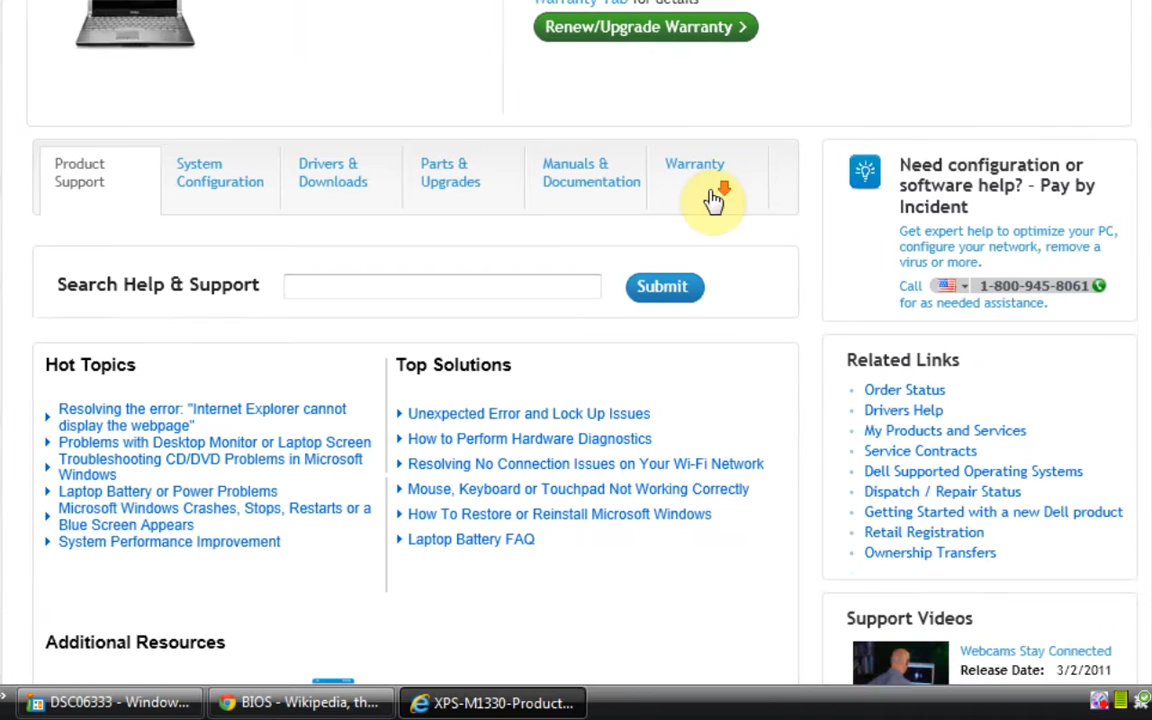 Warranty Tab for details
Renew/Upgrade Warranty >
Product
Support
System
Configuration
Drivers &
Downloads
Parts &
Upgrades
Manuals &
Documentation
Warranty
Search Help & Support
Submit
Need configuration or
software help? – Pay by
Incident
Get expert help to optimize your PC,
configure your network, remove a
virus or more.
Call 1-800-945-8061
for as needed assistance.
Hot Topics
Resolving the error: "Internet Explorer cannot
display the webpage"
Problems with Desktop Monitor or Laptop Screen
Troubleshooting CD/DVD Problems in Microsoft
Windows
Laptop Battery or Power Problems
Microsoft Windows Crashes, Stops, Restarts or a
Blue Screen Appears
System Performance Improvement
Top Solutions
Unexpected Error and Lock Up Issues
How to Perform Hardware Diagnostics
Resolving No Connection Issues on Your Wi-Fi Network
Mouse, Keyboard or Touchpad Not Working Correctly
How To Restore or Reinstall Microsoft Windows
Laptop Battery FAQ
Related Links
Order Status
Drivers Help
My Products and Services
Service Contracts
Dell Supported Operating Systems
Dispatch / Repair Status
Getting Started with a new Dell product
Retail Registration
Ownership Transfers
Additional Resources
Support Videos
Webcams Stay Connected
Release Date: 3/2/2011
DSC06333 - Window...
BIOS - Wikipedia, th...
XPS-M1330-Product...